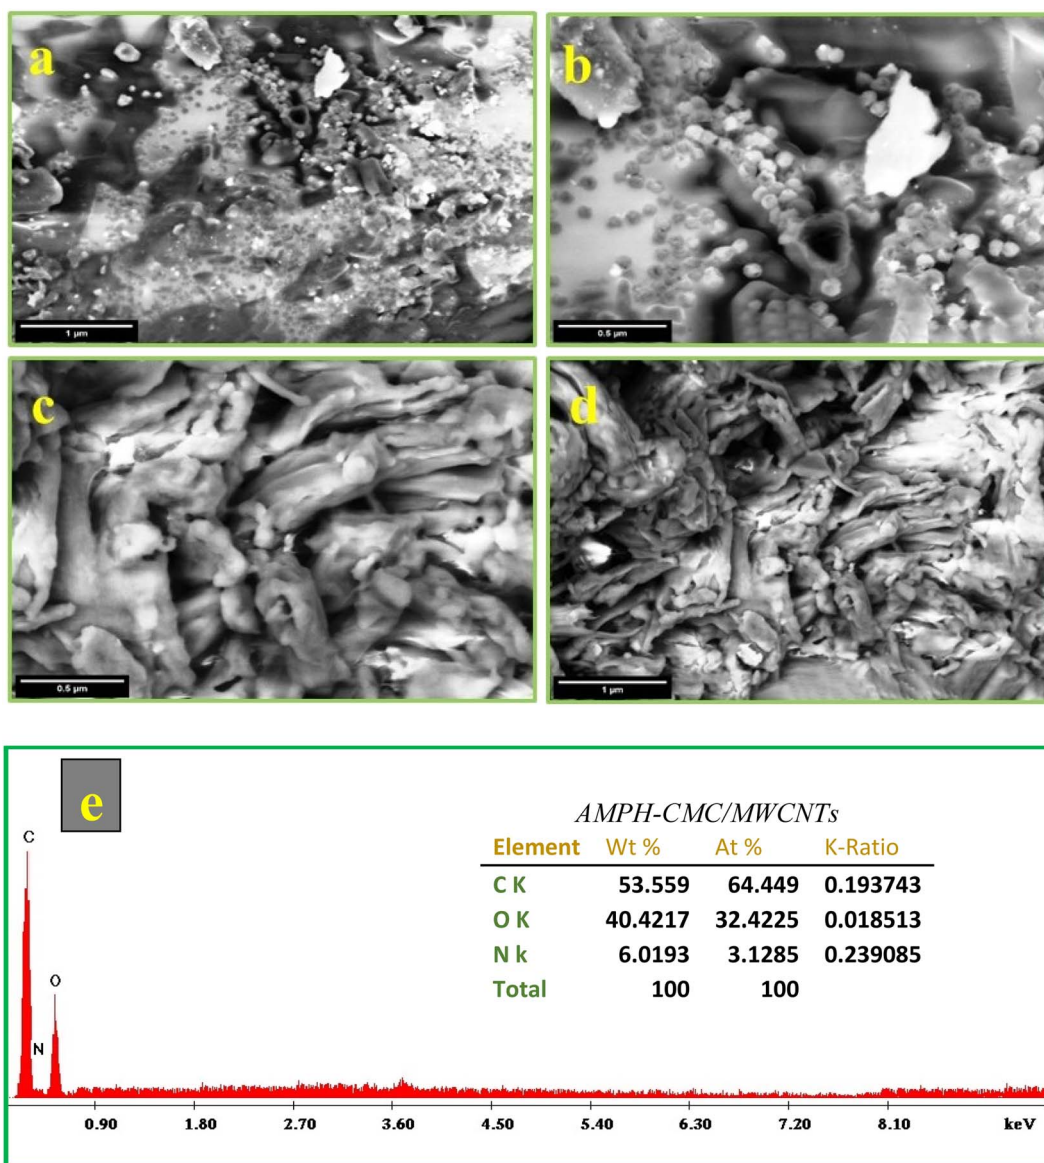 a
b
1 μm
0.5 μm
c
d
0.5 μm
1 μm
e
AMPH-CMC/MWCNTs
Element Wt % At % K-Ratio
C K 53.559 64.449 0.193743
O K 40.4217 32.4225 0.018513
N k 6.0193 3.1285 0.239085
Total 100 100
C
O
N
0.90 1.80 2.70 3.60 4.50 5.40 6.30 7.20 8.10 keV